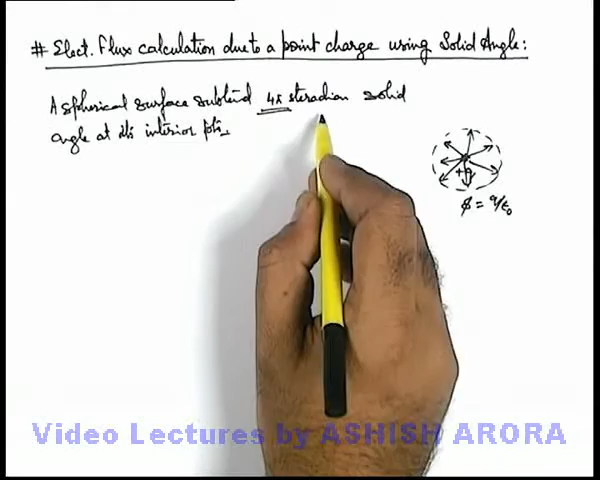 # Elect. Flux calculation due to a point charge using Solid Angle:
A spherical surface subtend 4π steradian solid
angle at its interior pts
+q
ϕ = q/ε₀
Video Lectures by ASHISH ARORA